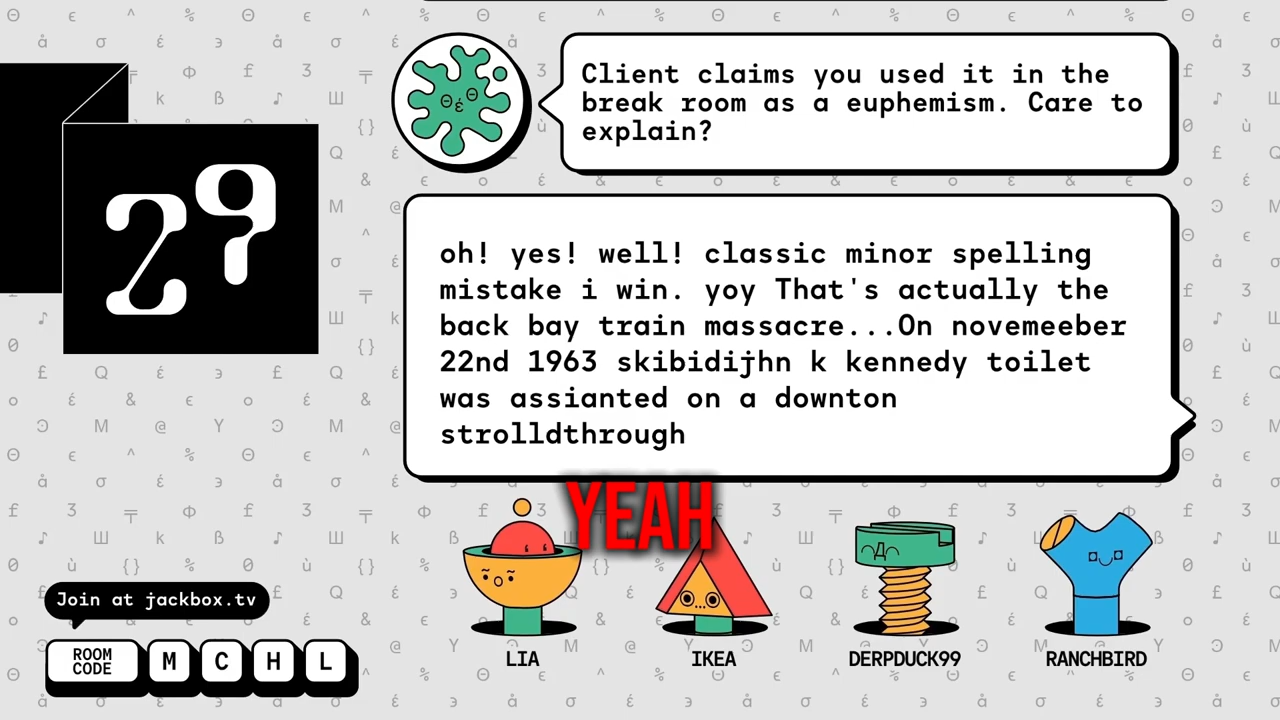 Client claims you used it in the
break room as a euphemism. Care to
explain?
29
oh! yes! well! classic minor spelling
mistake i win. yoy That's actually the
back bay train massacre...On novemeeber
22nd 1963 skibidijhn k kennedy toilet
was assianted on a downton
strolldthrough
YEAH
Join at jackbox.tv
ROOM
CODE
M C H L
LIA
IKEA
DERPDUCK99
RANCHBIRD